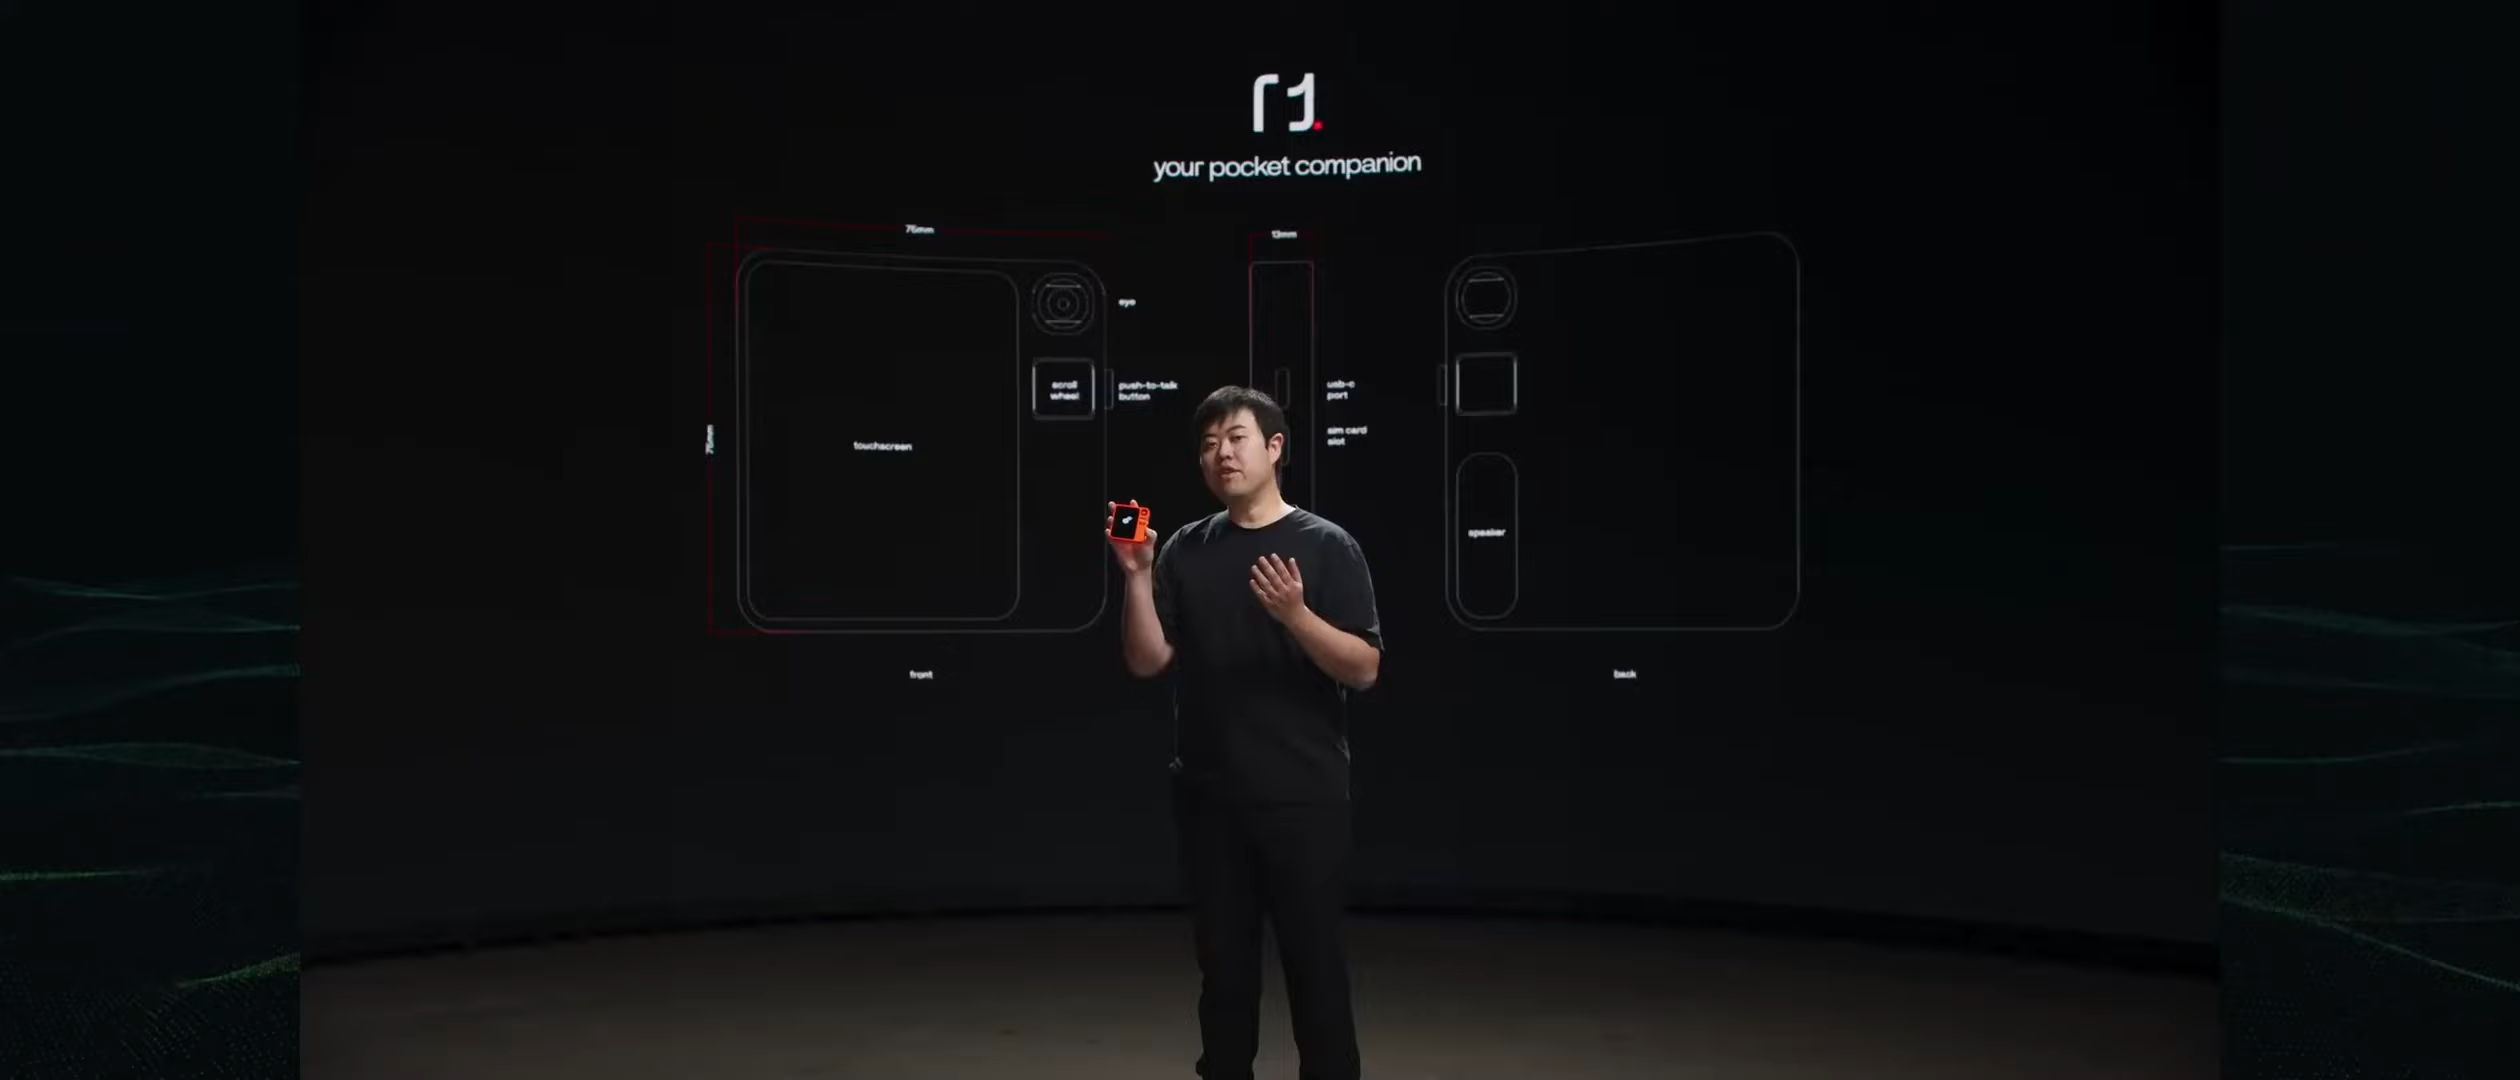 r1.
your pocket companion
76mm
13mm
eye
scroll
wheel
push-to-talk
button
usb-c
port
sim card
slot
76mm
touchscreen
speaker
front
back